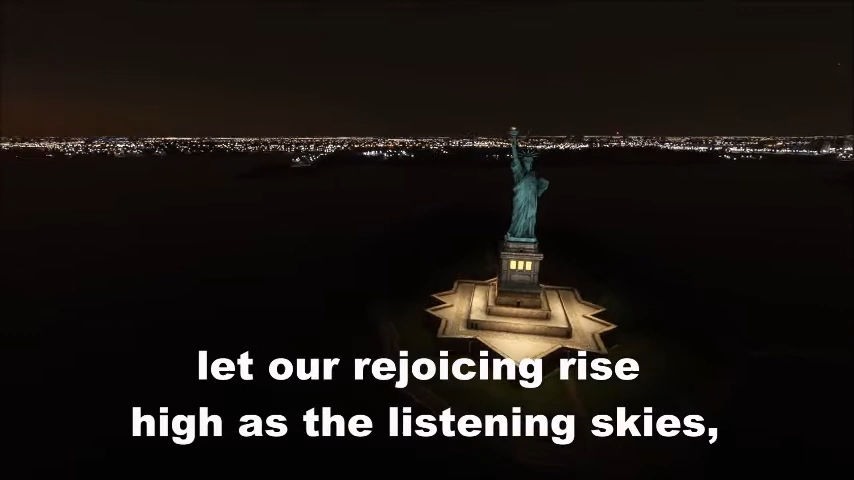 let our rejoicing rise
high as the listening skies,